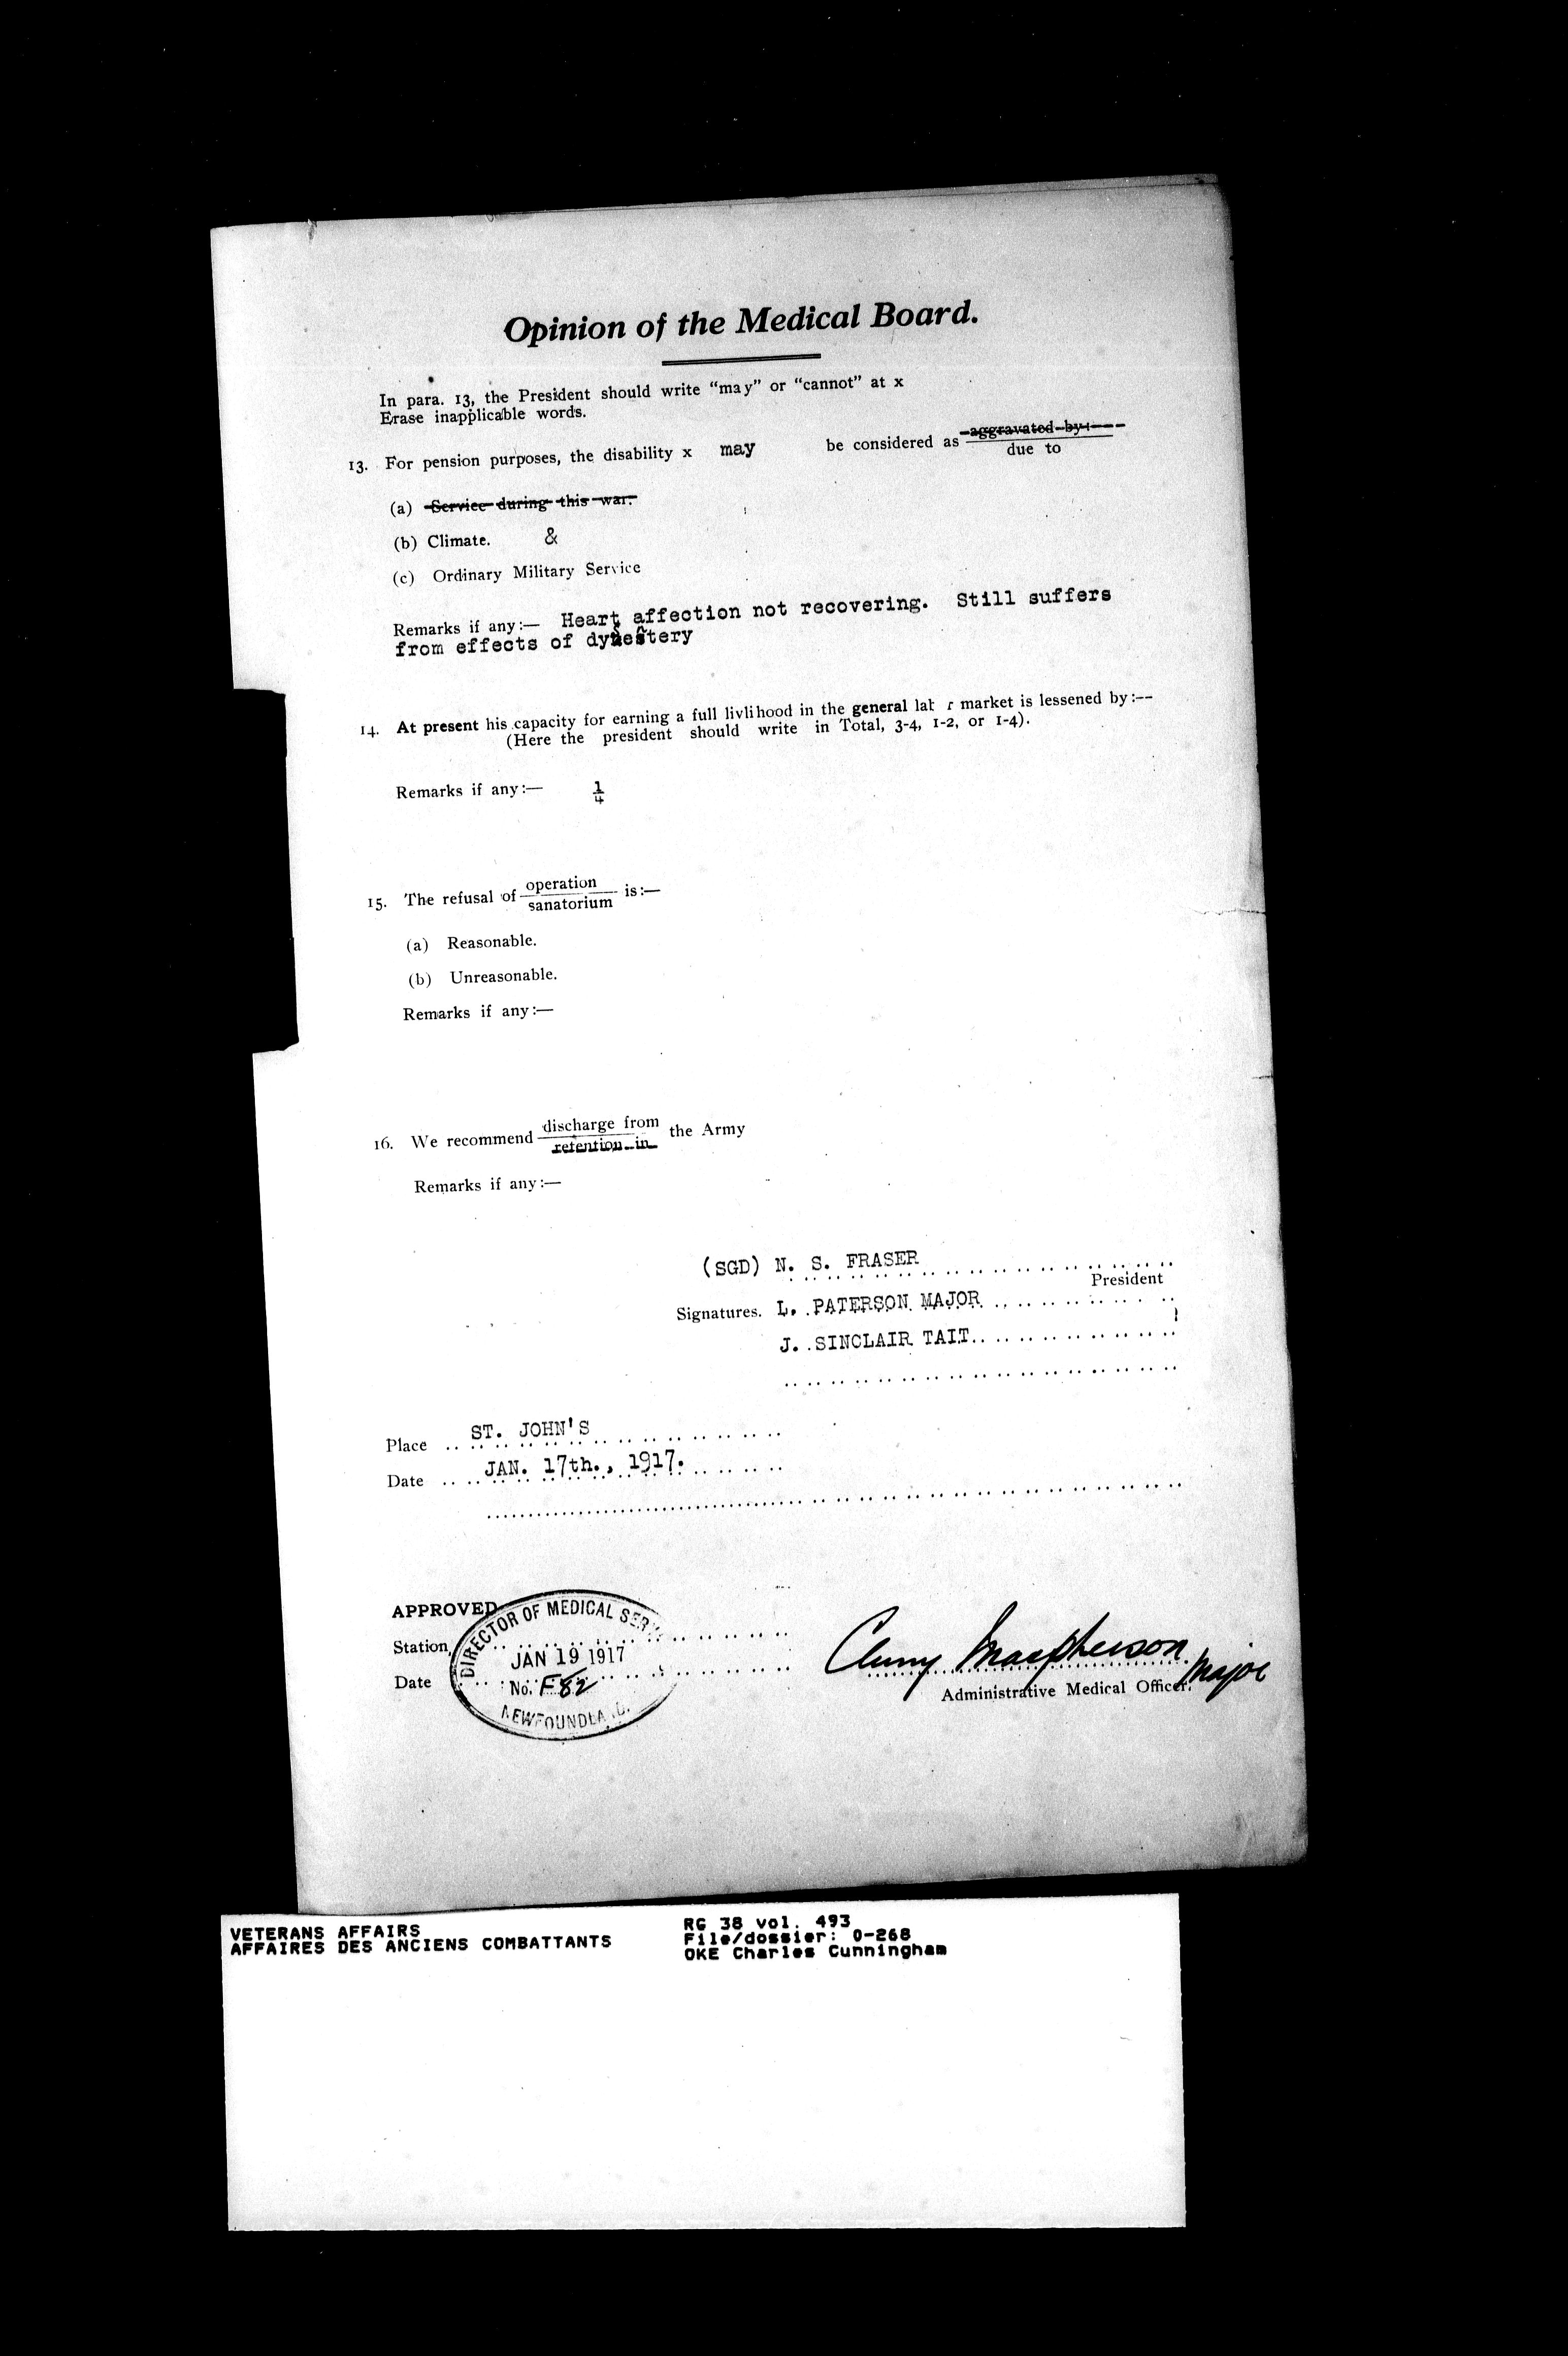 Opinion of the Medical Board.
In para. 13, the President should write "may" or "cannot" at x
Erase inapplicable words.
aggravated by:
13. For pension purposes, the disability x may be considered as
due to
(a) Service during this war.
(b) Climate. &
(c) Ordinary Military Service
Remarks if any:— Heart affection not recovering. Still suffers
from effects of dysentery
14. At present his capacity for earning a full livlihood in the general lab r market is lessened by:—
(Here the president should write in Total, 3-4, 1-2, or 1-4).
Remarks if any:— 1/4
15. The refusal of operation/sanatorium is:—
(a) Reasonable.
(b) Unreasonable.
Remarks if any:—
16. We recommend discharge from/retention in the Army
Remarks if any:—
(SGD) N. S. FRASER
President
Signatures. L. PATERSON MAJOR
J. SINCLAIR TAIT
Place ST. JOHN'S
Date JAN. 17th., 1917.
APPROVED
Station
Date
DIRECTOR OF MEDICAL SERV
JAN 19 1917
No. F82
NEWFOUNDLAND.
Cluny Macpherson Major
Administrative Medical Officer.
VETERANS AFFAIRS
AFFAIRES DES ANCIENS COMBATTANTS
RG 38 vol. 493
File/dossier: O-268
OKE Charles Cunningham